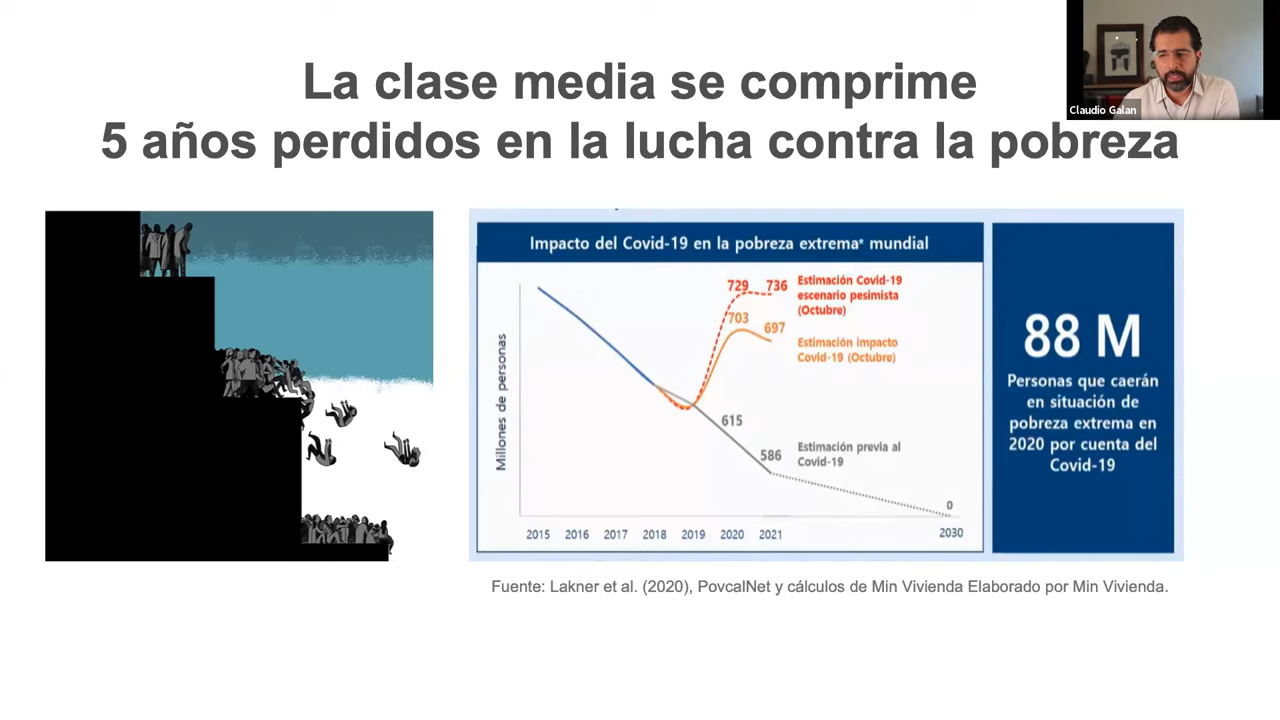 La clase media se comprime
5 años perdidos en la lucha contra la pobreza
Claudio Galan
Impacto del Covid-19 en la pobreza extrema* mundial
Millones de personas
729
736
Estimación Covid-19
escenario pesimista
(Octubre)
703
697
Estimación impacto
Covid-19 (Octubre)
615
586
Estimación previa al
Covid-19
0
2015
2016
2017
2018
2019
2020
2021
2030
88 M
Personas que caerán
en situación de
pobreza extrema en
2020 por cuenta del
Covid-19
Fuente: Lakner et al. (2020), PovcalNet y cálculos de Min Vivienda Elaborado por Min Vivienda.